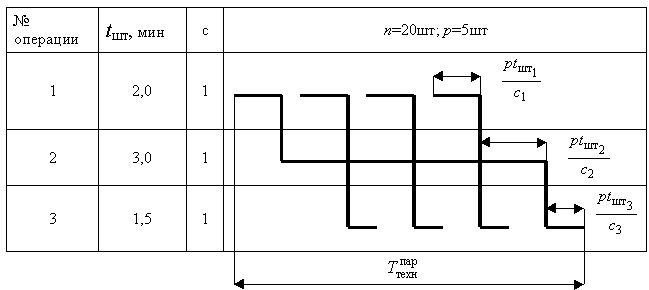 № операции
tшт, мин
с
n=20шт; p=5шт
1
2,0
1
ptшт1
c1
2
3,0
1
ptшт2
c2
3
1,5
1
ptшт3
c3
Tпар техн